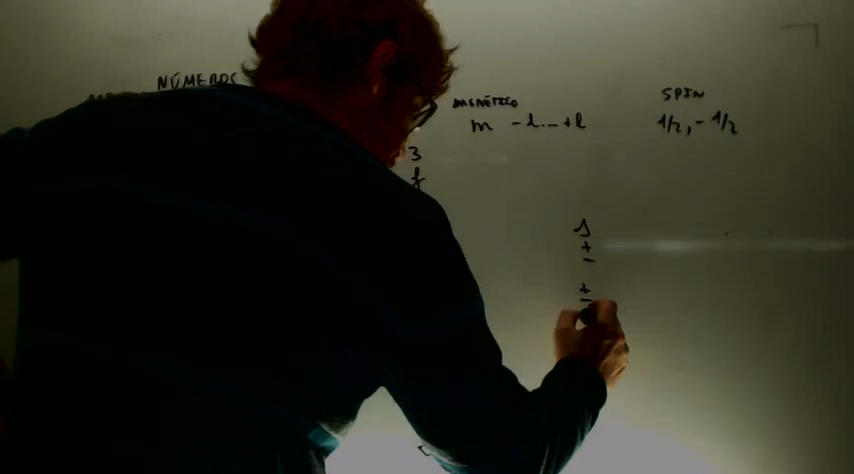 NÚMEROS
MAGNÉTICO SPIN
m -l...+l 1/2, -1/2
3
f
s
+
-
+
-